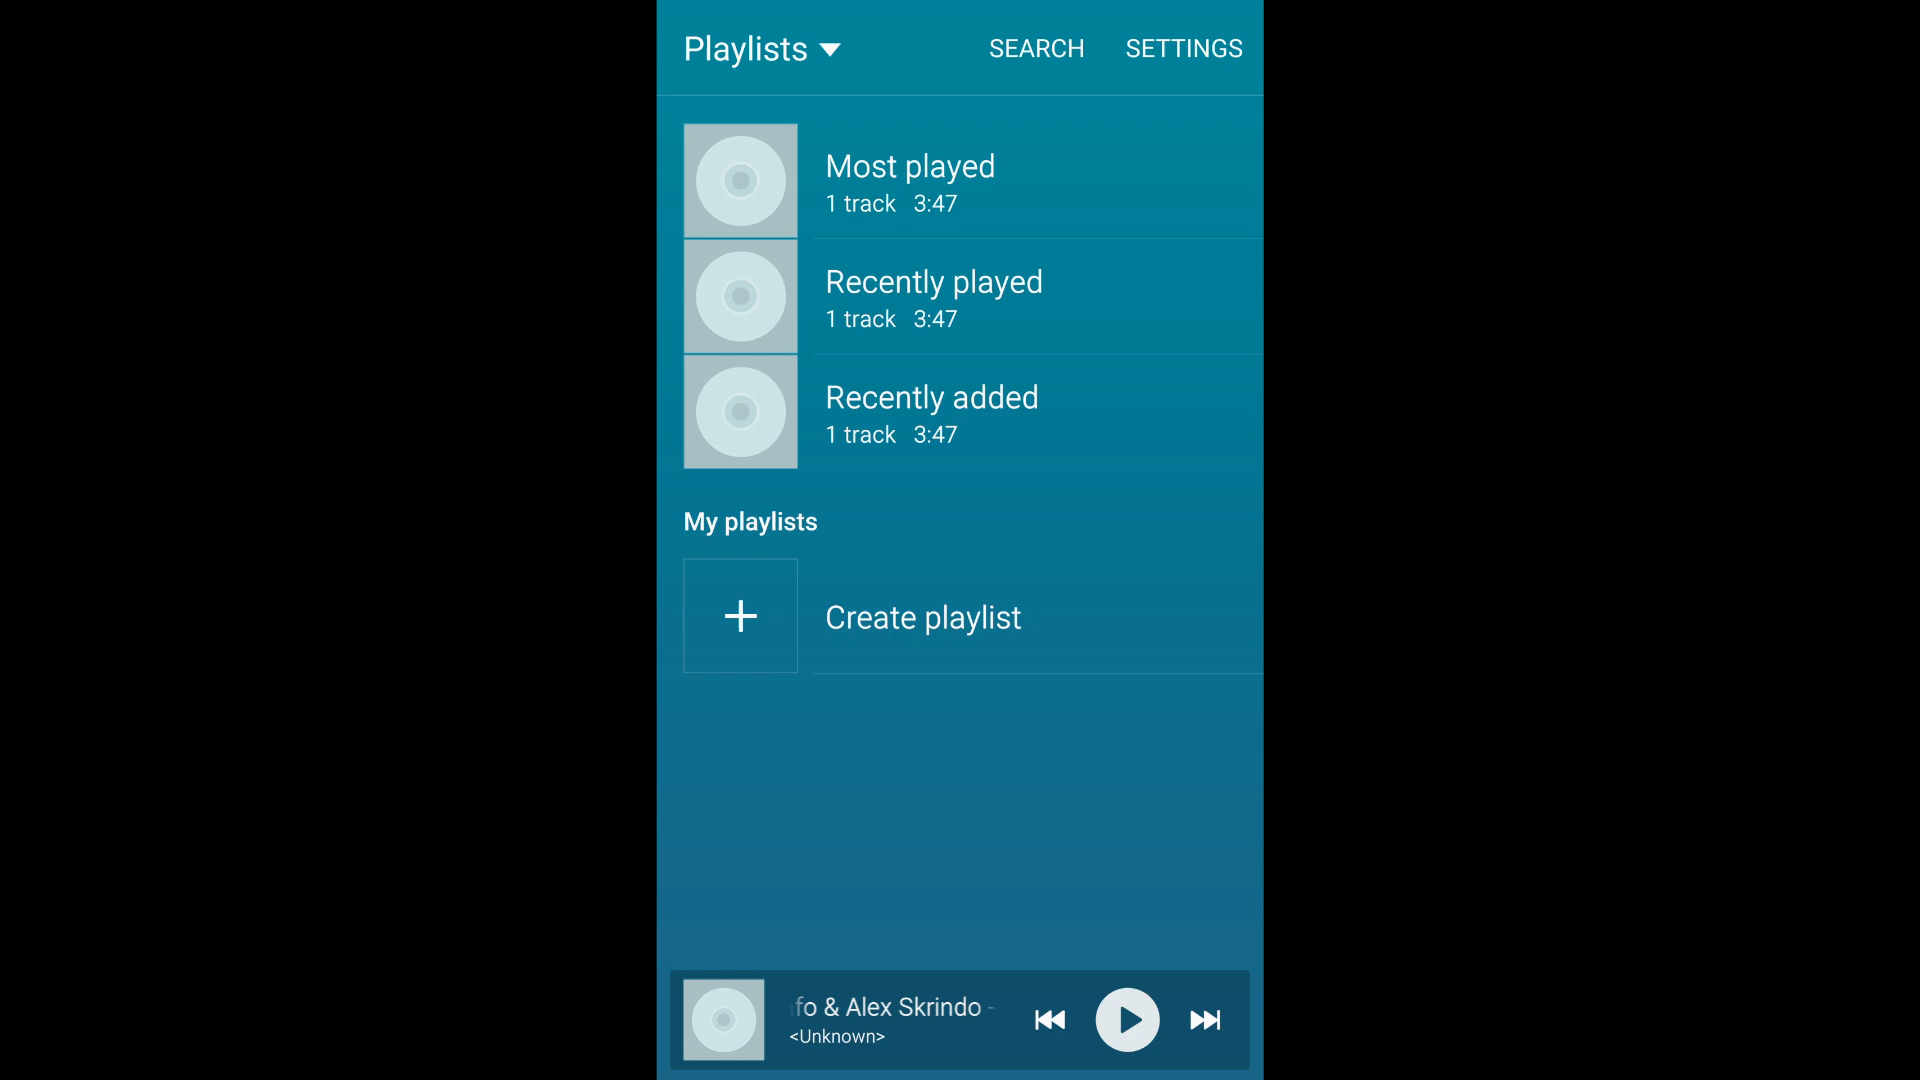 Playlists
SEARCH
SETTINGS
Most played
1 track 3:47
Recently played
1 track 3:47
Recently added
1 track 3:47
My playlists
Create playlist
& Alex Skrindo -
<Unknown>